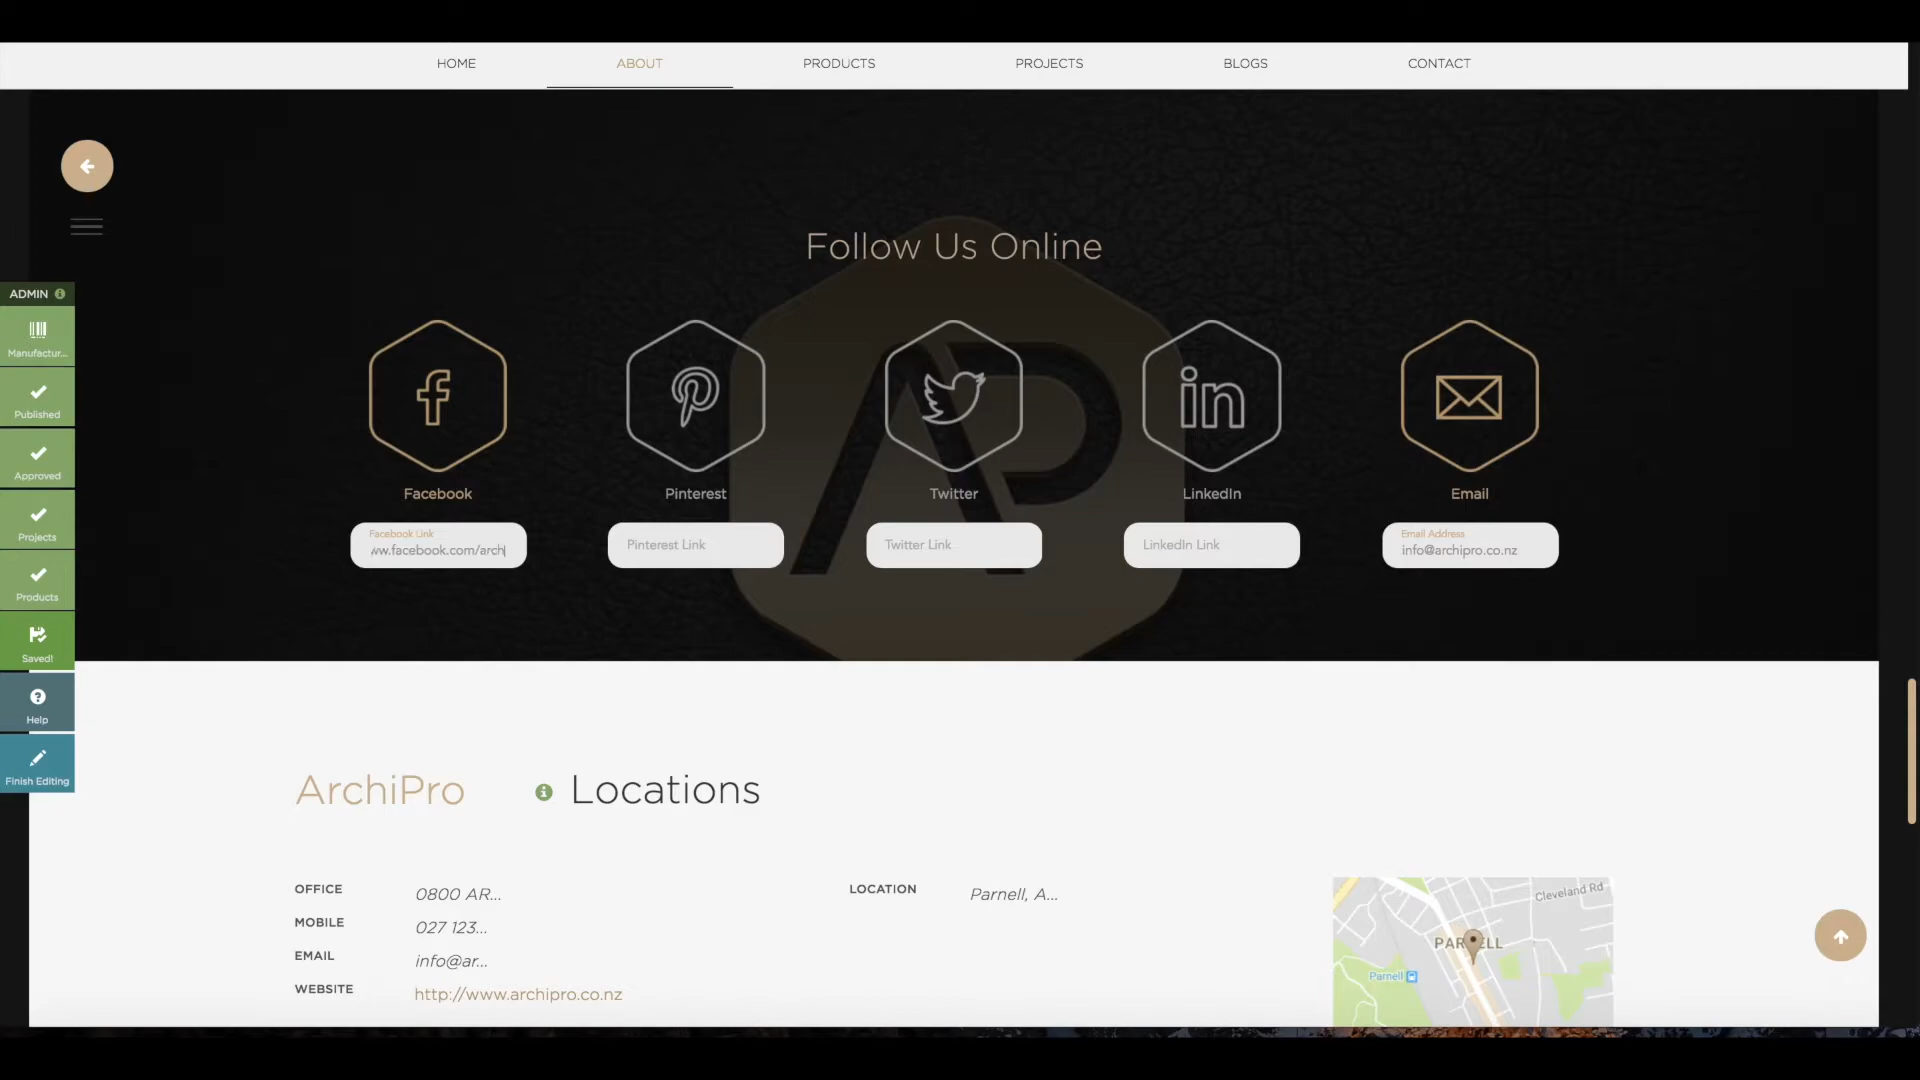 HOME ABOUT PRODUCTS PROJECTS BLOGS CONTACT
Follow Us Online
ADMIN
Manufactur...
Published
Approved
Projects
Products
Saved!
Help
Finish Editing
AP
Facebook Pinterest Twitter LinkedIn Email
Facebook Link
ww.facebook.com/arch
Pinterest Link
Twitter Link
LinkedIn Link
Email Address
info@archipro.co.nz
ArchiPro Locations
OFFICE 0800 AR...
MOBILE 027 123...
EMAIL info@ar...
WEBSITE http://www.archipro.co.nz
LOCATION Parnell, A...
Cleveland Rd
PARNELL
Parnell